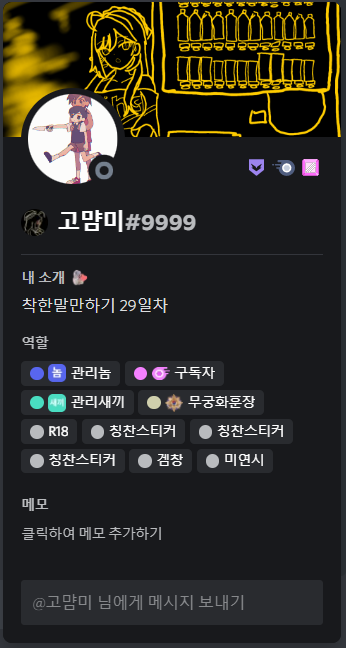 고먐미#9999
내 소개
착한말만하기 29일차
역할
놈 관리놈 구독자
새끼 관리새끼 무궁화훈장
R18 칭찬스티커 칭찬스티커
칭찬스티커 겜창 미연시
메모
클릭하여 메모 추가하기
@고먐미 님에게 메시지 보내기